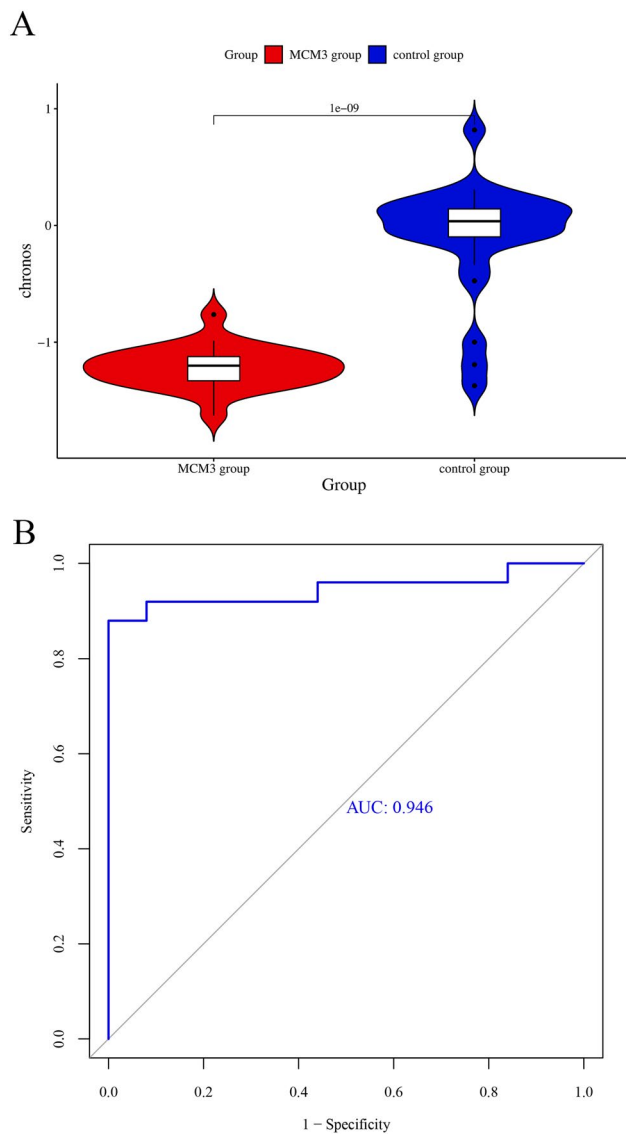 A
Group MCM3 group control group
1e-09
1
0
−1
chronos
MCM3 group control group
Group
B
1.0
0.8
0.6
0.4
0.2
0.0
Sensitivity
AUC: 0.946
0.0 0.2 0.4 0.6 0.8 1.0
1 − Specificity